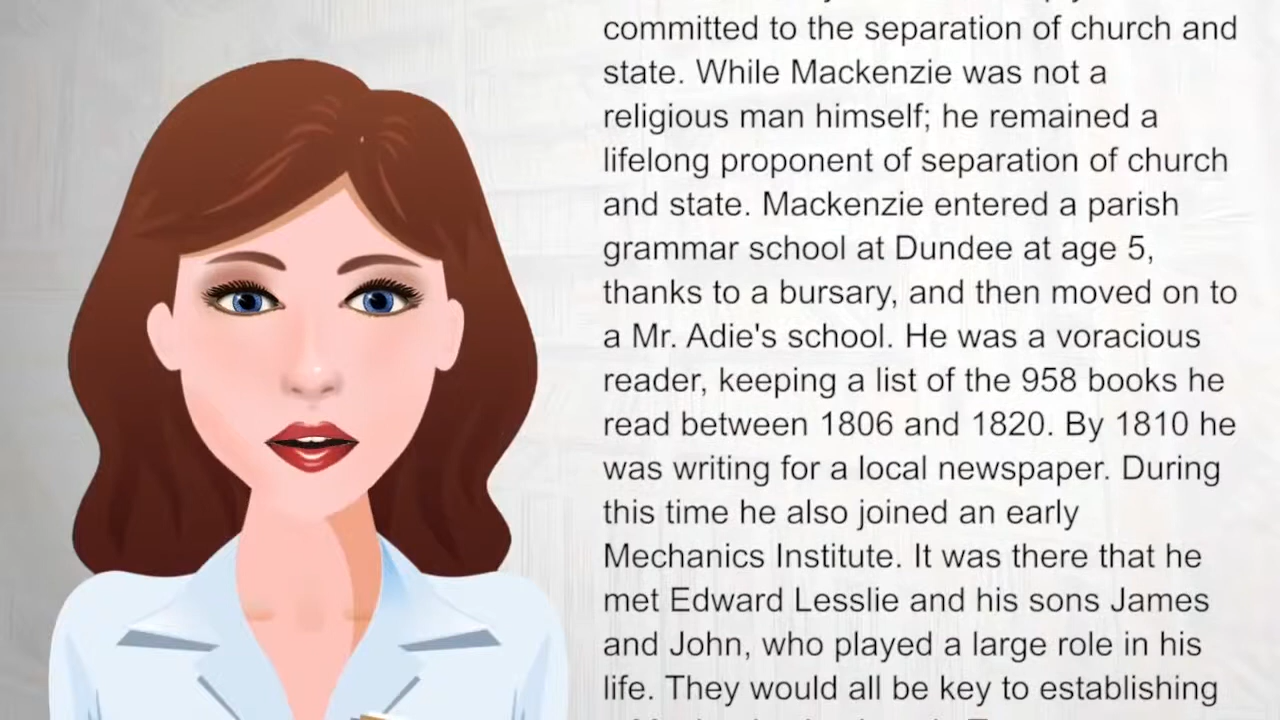 committed to the separation of church and
state. While Mackenzie was not a
religious man himself; he remained a
lifelong proponent of separation of church
and state. Mackenzie entered a parish
grammar school at Dundee at age 5,
thanks to a bursary, and then moved on to
a Mr. Adie's school. He was a voracious
reader, keeping a list of the 958 books he
read between 1806 and 1820. By 1810 he
was writing for a local newspaper. During
this time he also joined an early
Mechanics Institute. It was there that he
met Edward Lesslie and his sons James
and John, who played a large role in his
life. They would all be key to establishing